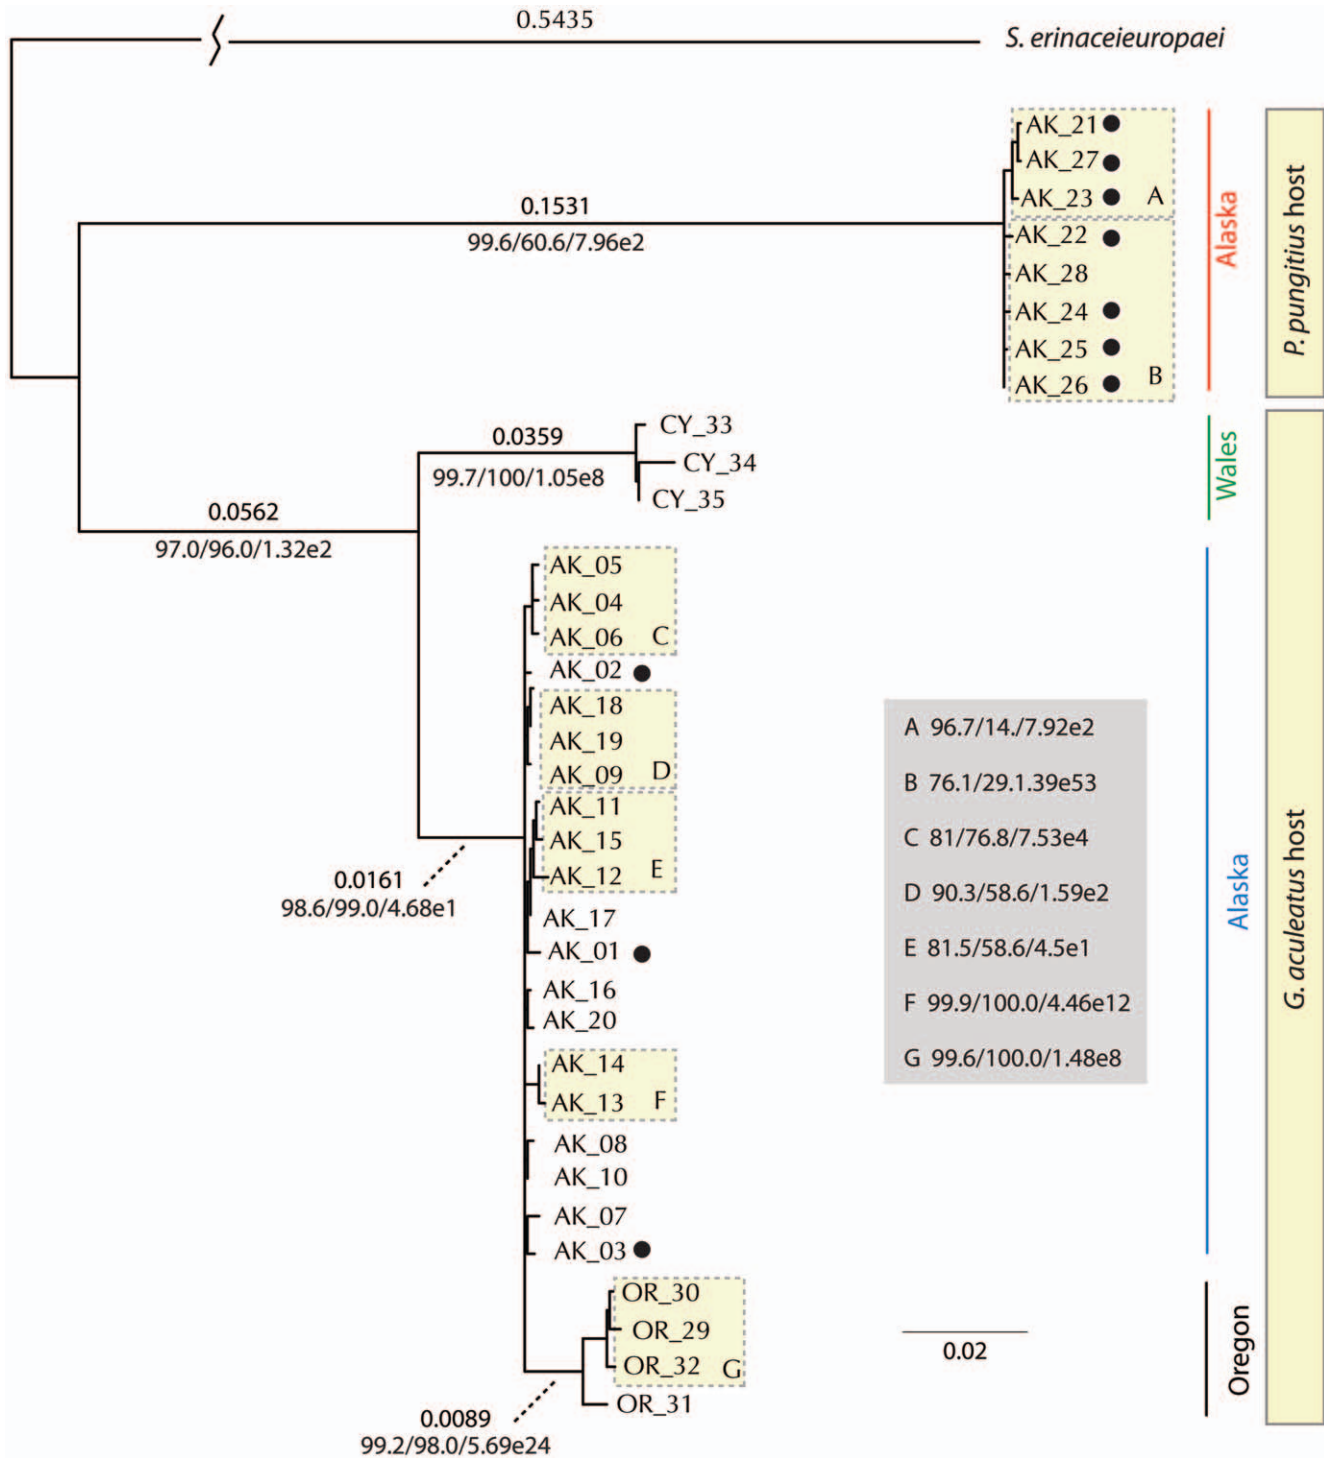 0.5435
S. erinaceieuropaei
AK_21
AK_27
AK_23 A
0.1531
99.6/60.6/7.96e2
AK_22
AK_28
AK_24
AK_25
AK_26 B
Alaska
P. pungitius host
0.0359
99.7/100/1.05e8
CY_33
CY_34
CY_35
Wales
0.0562
97.0/96.0/1.32e2
AK_05
AK_04
AK_06 C
AK_02
AK_18
AK_19
AK_09 D
AK_11
AK_15
AK_12 E
0.0161
98.6/99.0/4.68e1
AK_17
AK_01
AK_16
AK_20
AK_14
AK_13 F
AK_08
AK_10
AK_07
AK_03
Alaska
G. aculeatus host
A 96.7/14./7.92e2
B 76.1/29.1.39e53
C 81/76.8/7.53e4
D 90.3/58.6/1.59e2
E 81.5/58.6/4.5e1
F 99.9/100.0/4.46e12
G 99.6/100.0/1.48e8
OR_30
OR_29
OR_32 G
OR_31
Oregon
0.02
0.0089
99.2/98.0/5.69e24